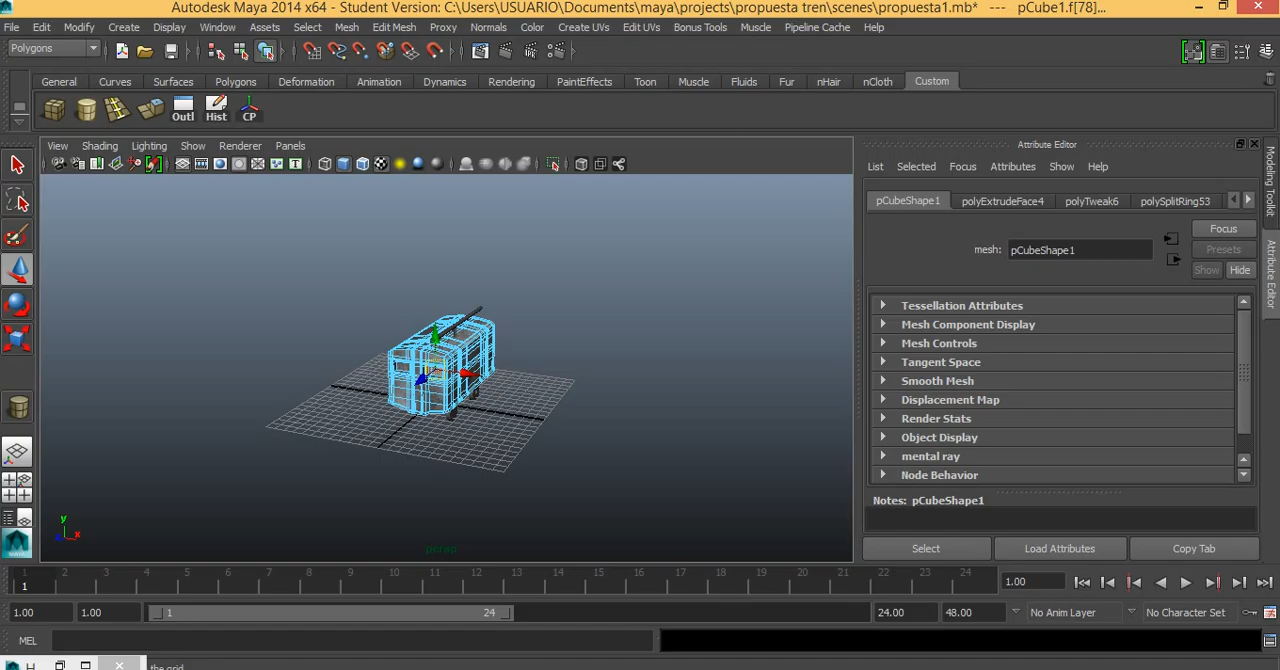 Autodesk Maya 2014 x64 - Student Version: C:\Users\USUARIO\Documents\maya\projects\propuesta tren\scenes\propuesta1.mb* --- pCube1.f[78]...
File Edit Modify Create Display Window Assets Select Mesh Edit Mesh Proxy Normals Color Create UVs Edit UVs Bonus Tools Muscle Pipeline Cache Help
Polygons
General Curves Surfaces Polygons Deformation Animation Dynamics Rendering PaintEffects Toon Muscle Fluids Fur nHair nCloth Custom
Outl Hist CP
View Shading Lighting Show Renderer Panels
Attribute Editor
List Selected Focus Attributes Show Help
pCubeShape1 polyExtrudeFace4 polyTweak6 polySplitRing53
Focus
mesh: pCubeShape1
Presets
Show Hide
Tessellation Attributes
Mesh Component Display
Mesh Controls
Tangent Space
Smooth Mesh
Displacement Map
Render Stats
Object Display
mental ray
Node Behavior
Notes: pCubeShape1
Select Load Attributes Copy Tab
Modeling Toolkit
Attribute Editor
y
x
persp
MAYA
1 2 3 4 5 6 7 8 9 10 11 12 13 14 15 16 17 18 19 20 21 22 23 24
1
1.00
1.00 1.00 1 24 24.00 48.00 No Anim Layer No Character Set
MEL
H
the grid